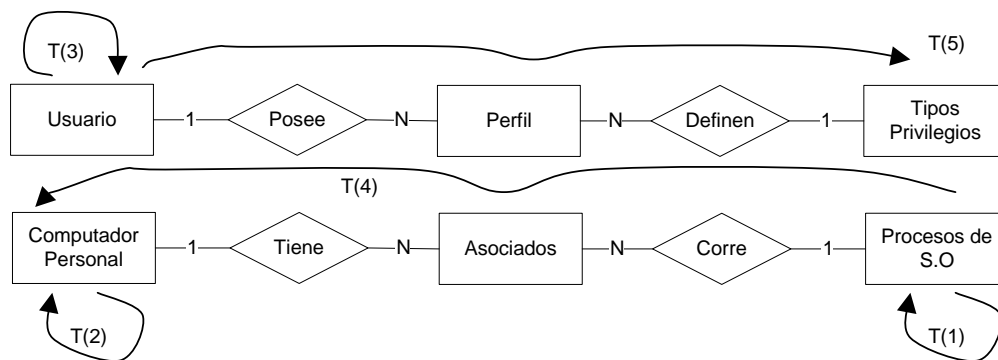 T(3)
T(5)
Usuario
1
Posee
N
Perfil
N
Definen
1
Tipos
Privilegios
T(4)
Computador
Personal
1
Tiene
N
Asociados
N
Corre
1
Procesos de
S.O
T(2)
T(1)